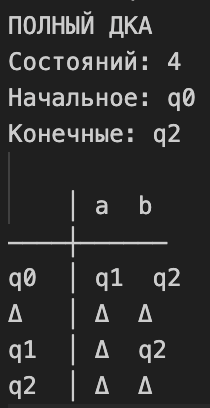 ПОЛНЫЙ ДКА
Состояний: 4
Начальное: q0
Конечные: q2
| a b
q0 | q1 q2
Δ | Δ Δ
q1 | Δ q2
q2 | Δ Δ